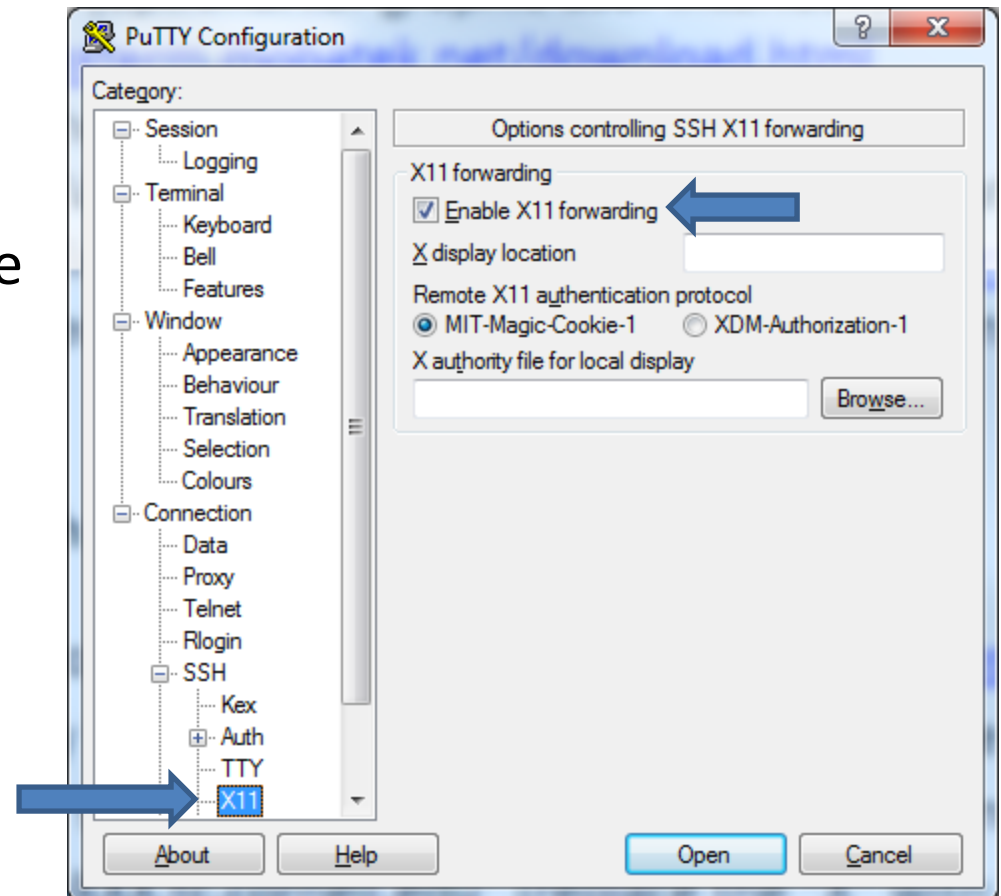 PuTTY Configuration
Category:
Session
Logging
Terminal
Keyboard
Bell
Features
Window
Appearance
Behaviour
Translation
Selection
Colours
Connection
Data
Proxy
Telnet
Rlogin
SSH
Kex
Auth
TTY
X11
Options controlling SSH X11 forwarding
X11 forwarding
Enable X11 forwarding
X display location
Remote X11 authentication protocol
MIT-Magic-Cookie-1 XDM-Authorization-1
X authority file for local display
Browse...
About Help Open Cancel
e